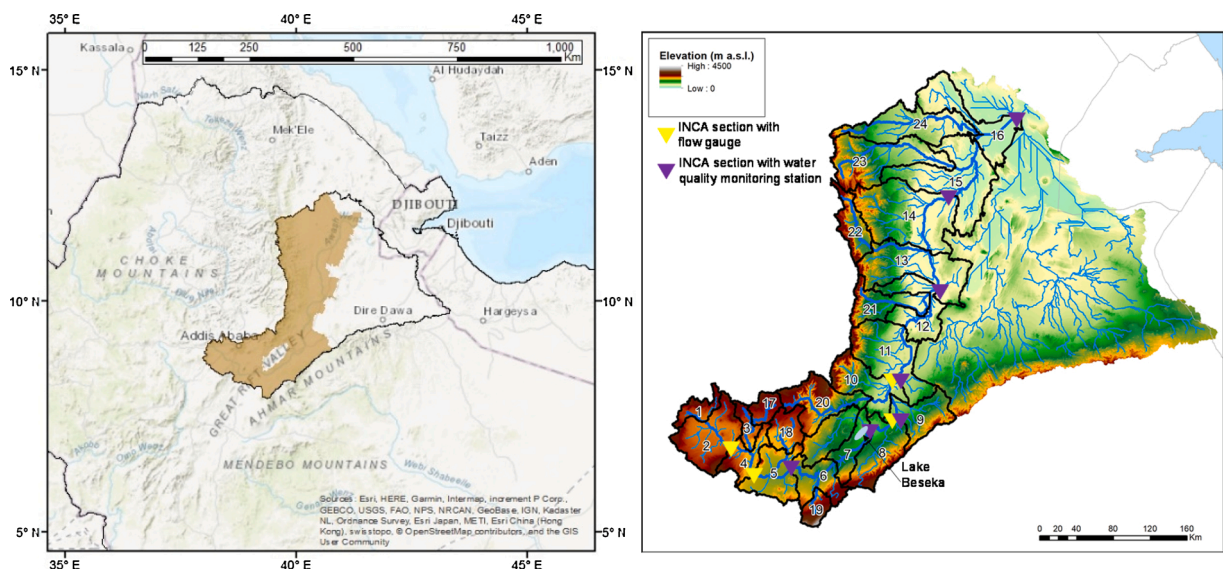 35° E
40° E
45° E
15° N
10° N
5° N
0
125
250
500
750
1,000
Km
Kassala
Al Hudaydah
Mek'Ele
Taizz
Aden
DJIBOUTI
Djibouti
CHOKE
MOUNTAINS
Dire Dawa
Hargeysa
Addis Ababa
GREAT RIFT VALLEY
AHMAR MOUNTAINS
MENDEBO MOUNTAINS
Webi Shabeelle
Sources: Esri, HERE, Garmin, Intermap, increment P Corp.,
GEBCO, USGS, FAO, NPS, NRCAN, GeoBase, IGN, Kadaster
NL, Ordnance Survey, Esri Japan, METI, Esri China (Hong
Kong), swisstopo, © OpenStreetMap contributors, and the GIS
User Community
35° E
40° E
45° E
15° N
10° N
5° N
Elevation (m a.s.l.)
High : 4500
Low : 0
INCA section with
flow gauge
INCA section with water
quality monitoring station
24
16
23
15
14
22
13
21
12
11
10
20
17
1
3
18
9
2
7
8
4
5
6
19
Lake
Beseka
0 20 40 80 120 160
Km